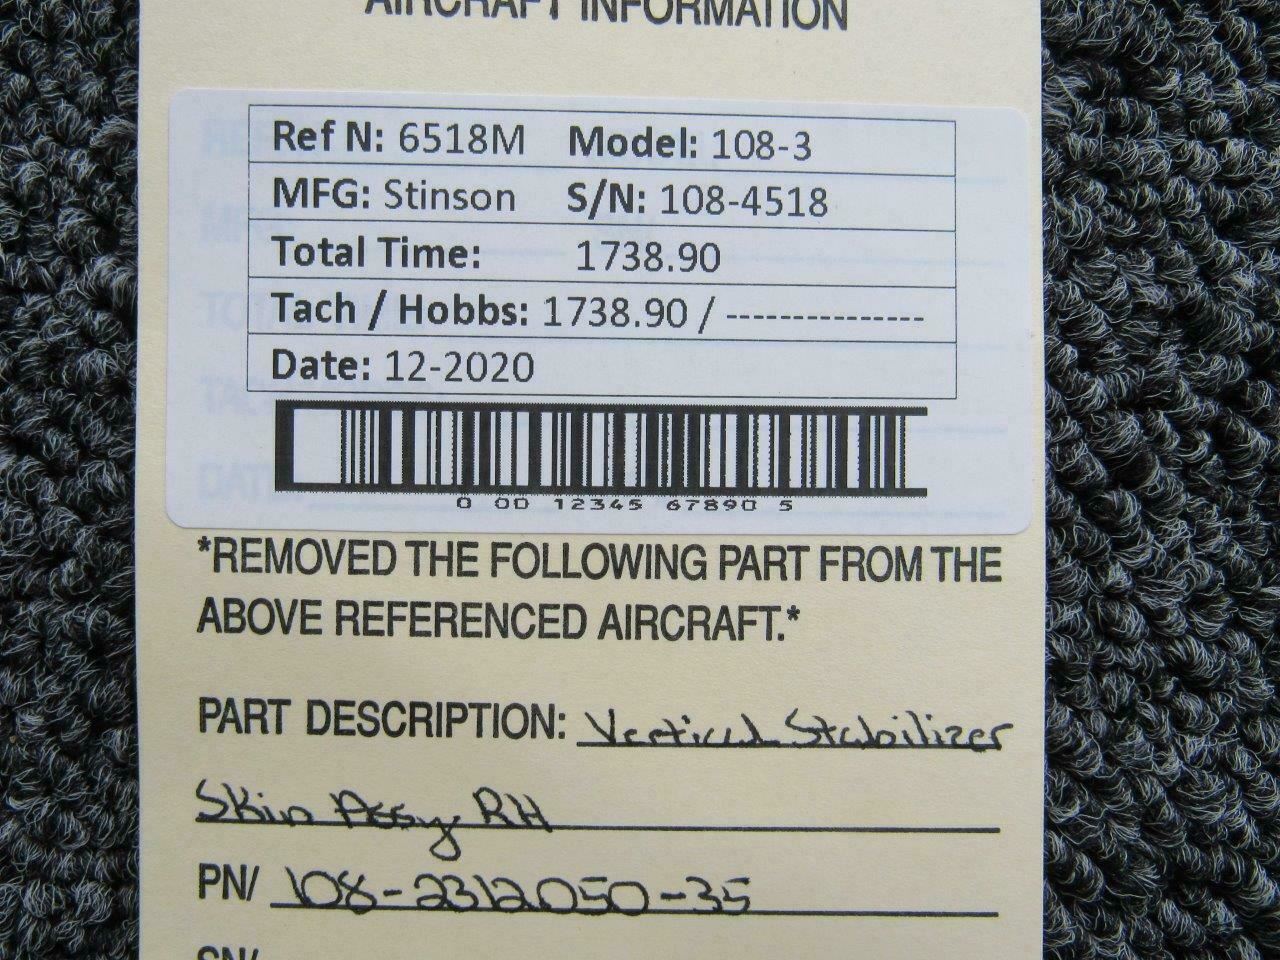 AIRCRAFT INFORMATION
Ref N: 6518M Model: 108-3
MFG: Stinson S/N: 108-4518
Total Time: 1738.90
Tach / Hobbs: 1738.90 / ---------------
Date: 12-2020
0 00 12345 67890 5
*REMOVED THE FOLLOWING PART FROM THE
ABOVE REFERENCED AIRCRAFT.*
PART DESCRIPTION: Vertical Stabilizer
Skin Assy RH
PN/ 108-2312050-35
SN/